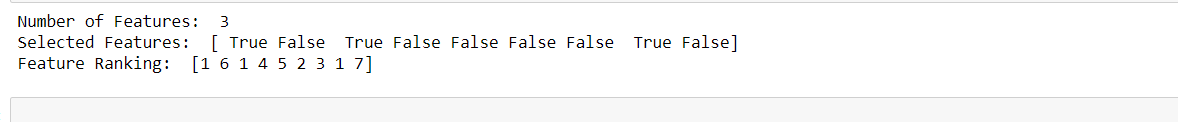 Number of Features:  3
Selected Features:  [ True False  True False False False False  True False]
Feature Ranking:  [1 6 1 4 5 2 3 1 7]